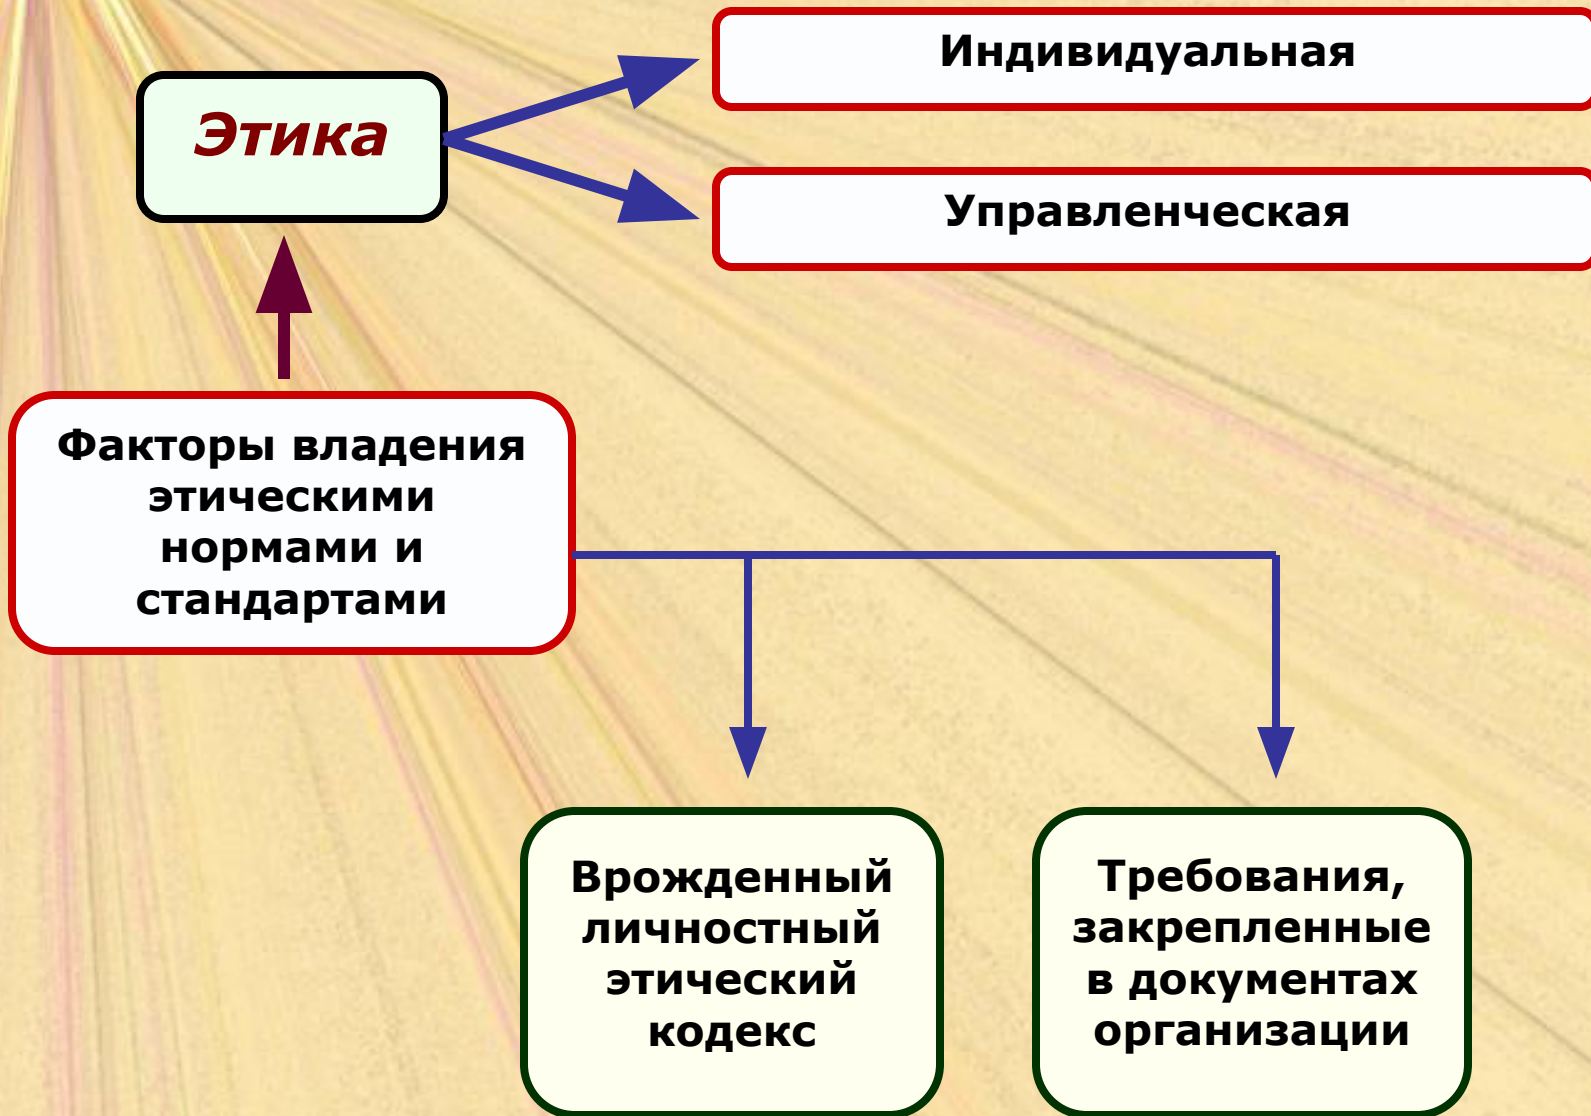 Этика
Индивидуальная
Управленческая
Факторы владения
этическими
нормами и
стандартами
Врожденный
личностный
этический
кодекс
Требования,
закрепленные
в документах
организации